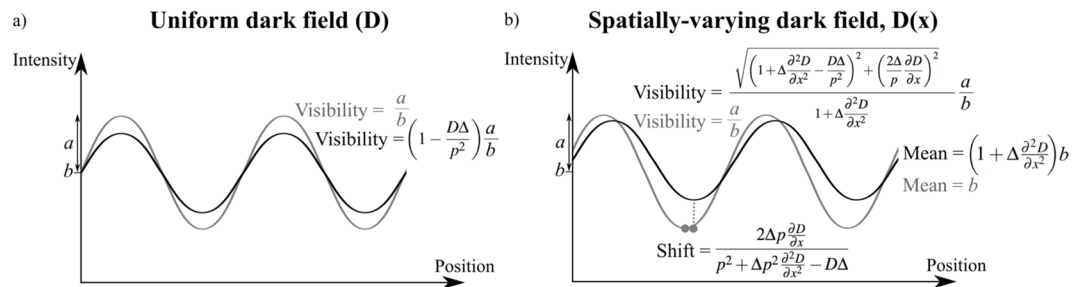 a) Uniform dark field (D)
Intensity
Visibility = a/b
Visibility = (1 − DΔ/p²) a/b
a
b
Position
b) Spatially-varying dark field, D(x)
Intensity
Visibility = √((1+Δ ∂²D/∂x² − DΔ/p²)² + (2Δ/p ∂D/∂x)²) / (1+Δ ∂²D/∂x²) a/b
Visibility = a/b
a
b
Mean = (1+Δ ∂²D/∂x²) b
Mean = b
Shift = 2Δp ∂D/∂x / (p² + Δp² ∂²D/∂x² − DΔ)
Position